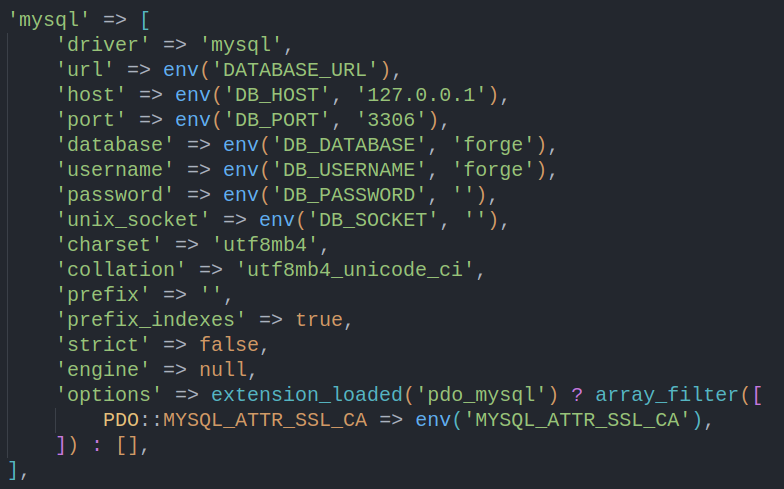 'mysql' => [
    'driver' => 'mysql',
    'url' => env('DATABASE_URL'),
    'host' => env('DB_HOST', '127.0.0.1'),
    'port' => env('DB_PORT', '3306'),
    'database' => env('DB_DATABASE', 'forge'),
    'username' => env('DB_USERNAME', 'forge'),
    'password' => env('DB_PASSWORD', ''),
    'unix_socket' => env('DB_SOCKET', ''),
    'charset' => 'utf8mb4',
    'collation' => 'utf8mb4_unicode_ci',
    'prefix' => '',
    'prefix_indexes' => true,
    'strict' => false,
    'engine' => null,
    'options' => extension_loaded('pdo_mysql') ? array_filter([
        PDO::MYSQL_ATTR_SSL_CA => env('MYSQL_ATTR_SSL_CA'),
    ]) : [],
],